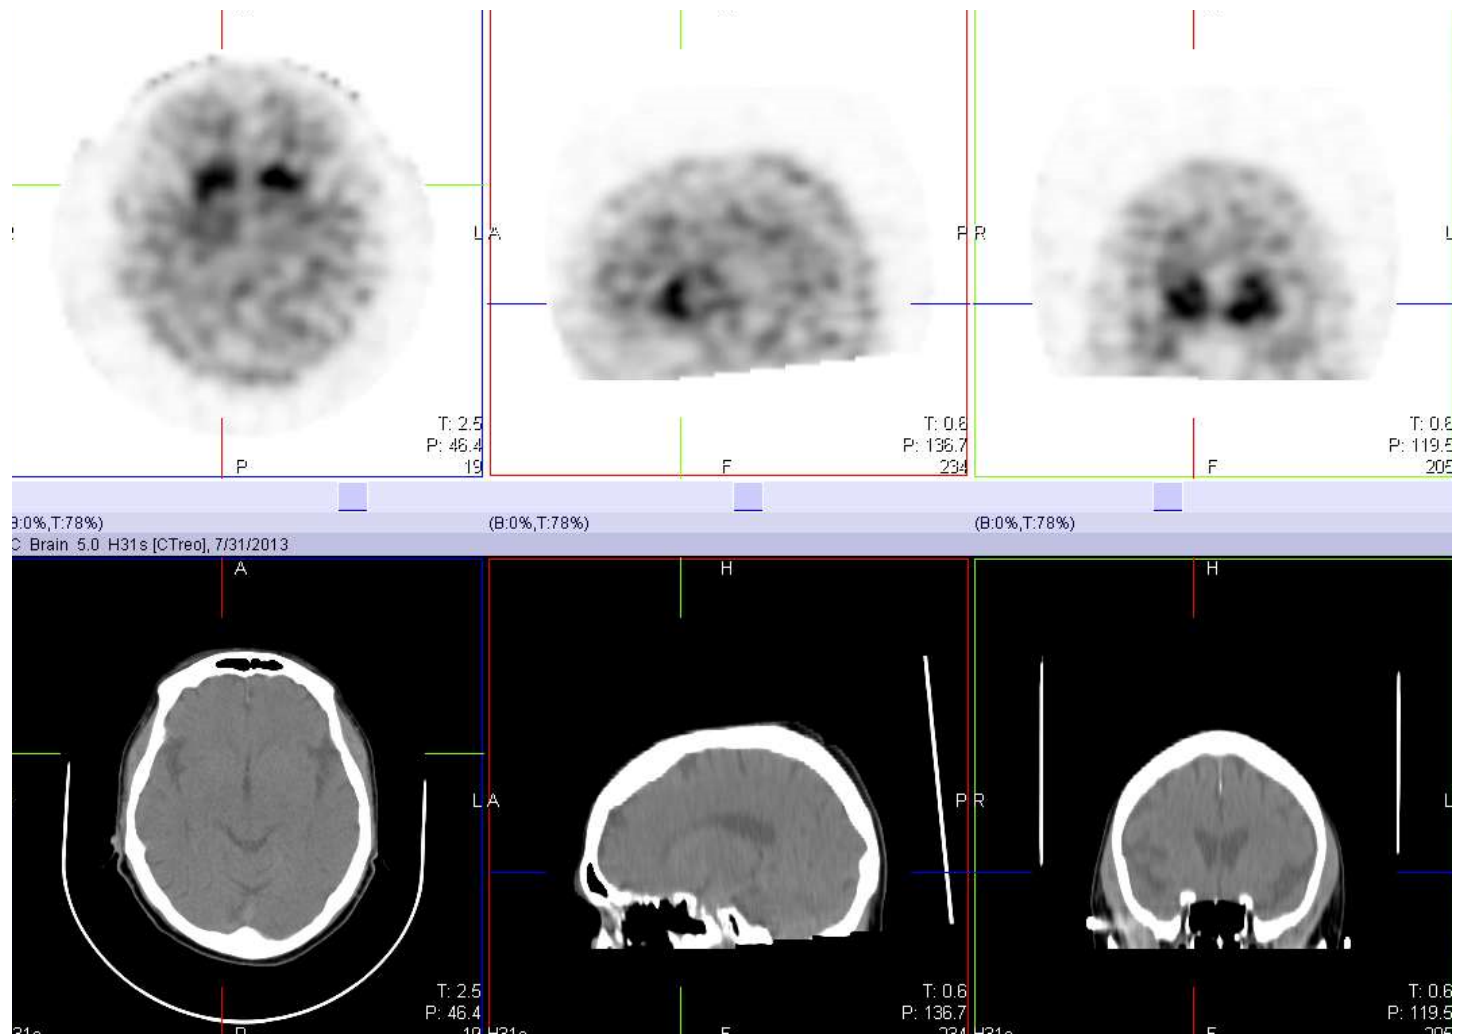 L A
P R
L
T: 2.5
P: 46.4
19
P
T: 0.6
P: 136.7
234
F
T: 0.6
P: 119.5
205
F
B:0%,T:78%)
(B:0%,T:78%)
(B:0%,T:78%)
C Brain 5.0 H31s [CTreo], 7/31/2013
A
H
H
L A
P R
L
T: 2.5
P: 46.4
T: 0.6
P: 136.7
T: 0.6
P: 119.5